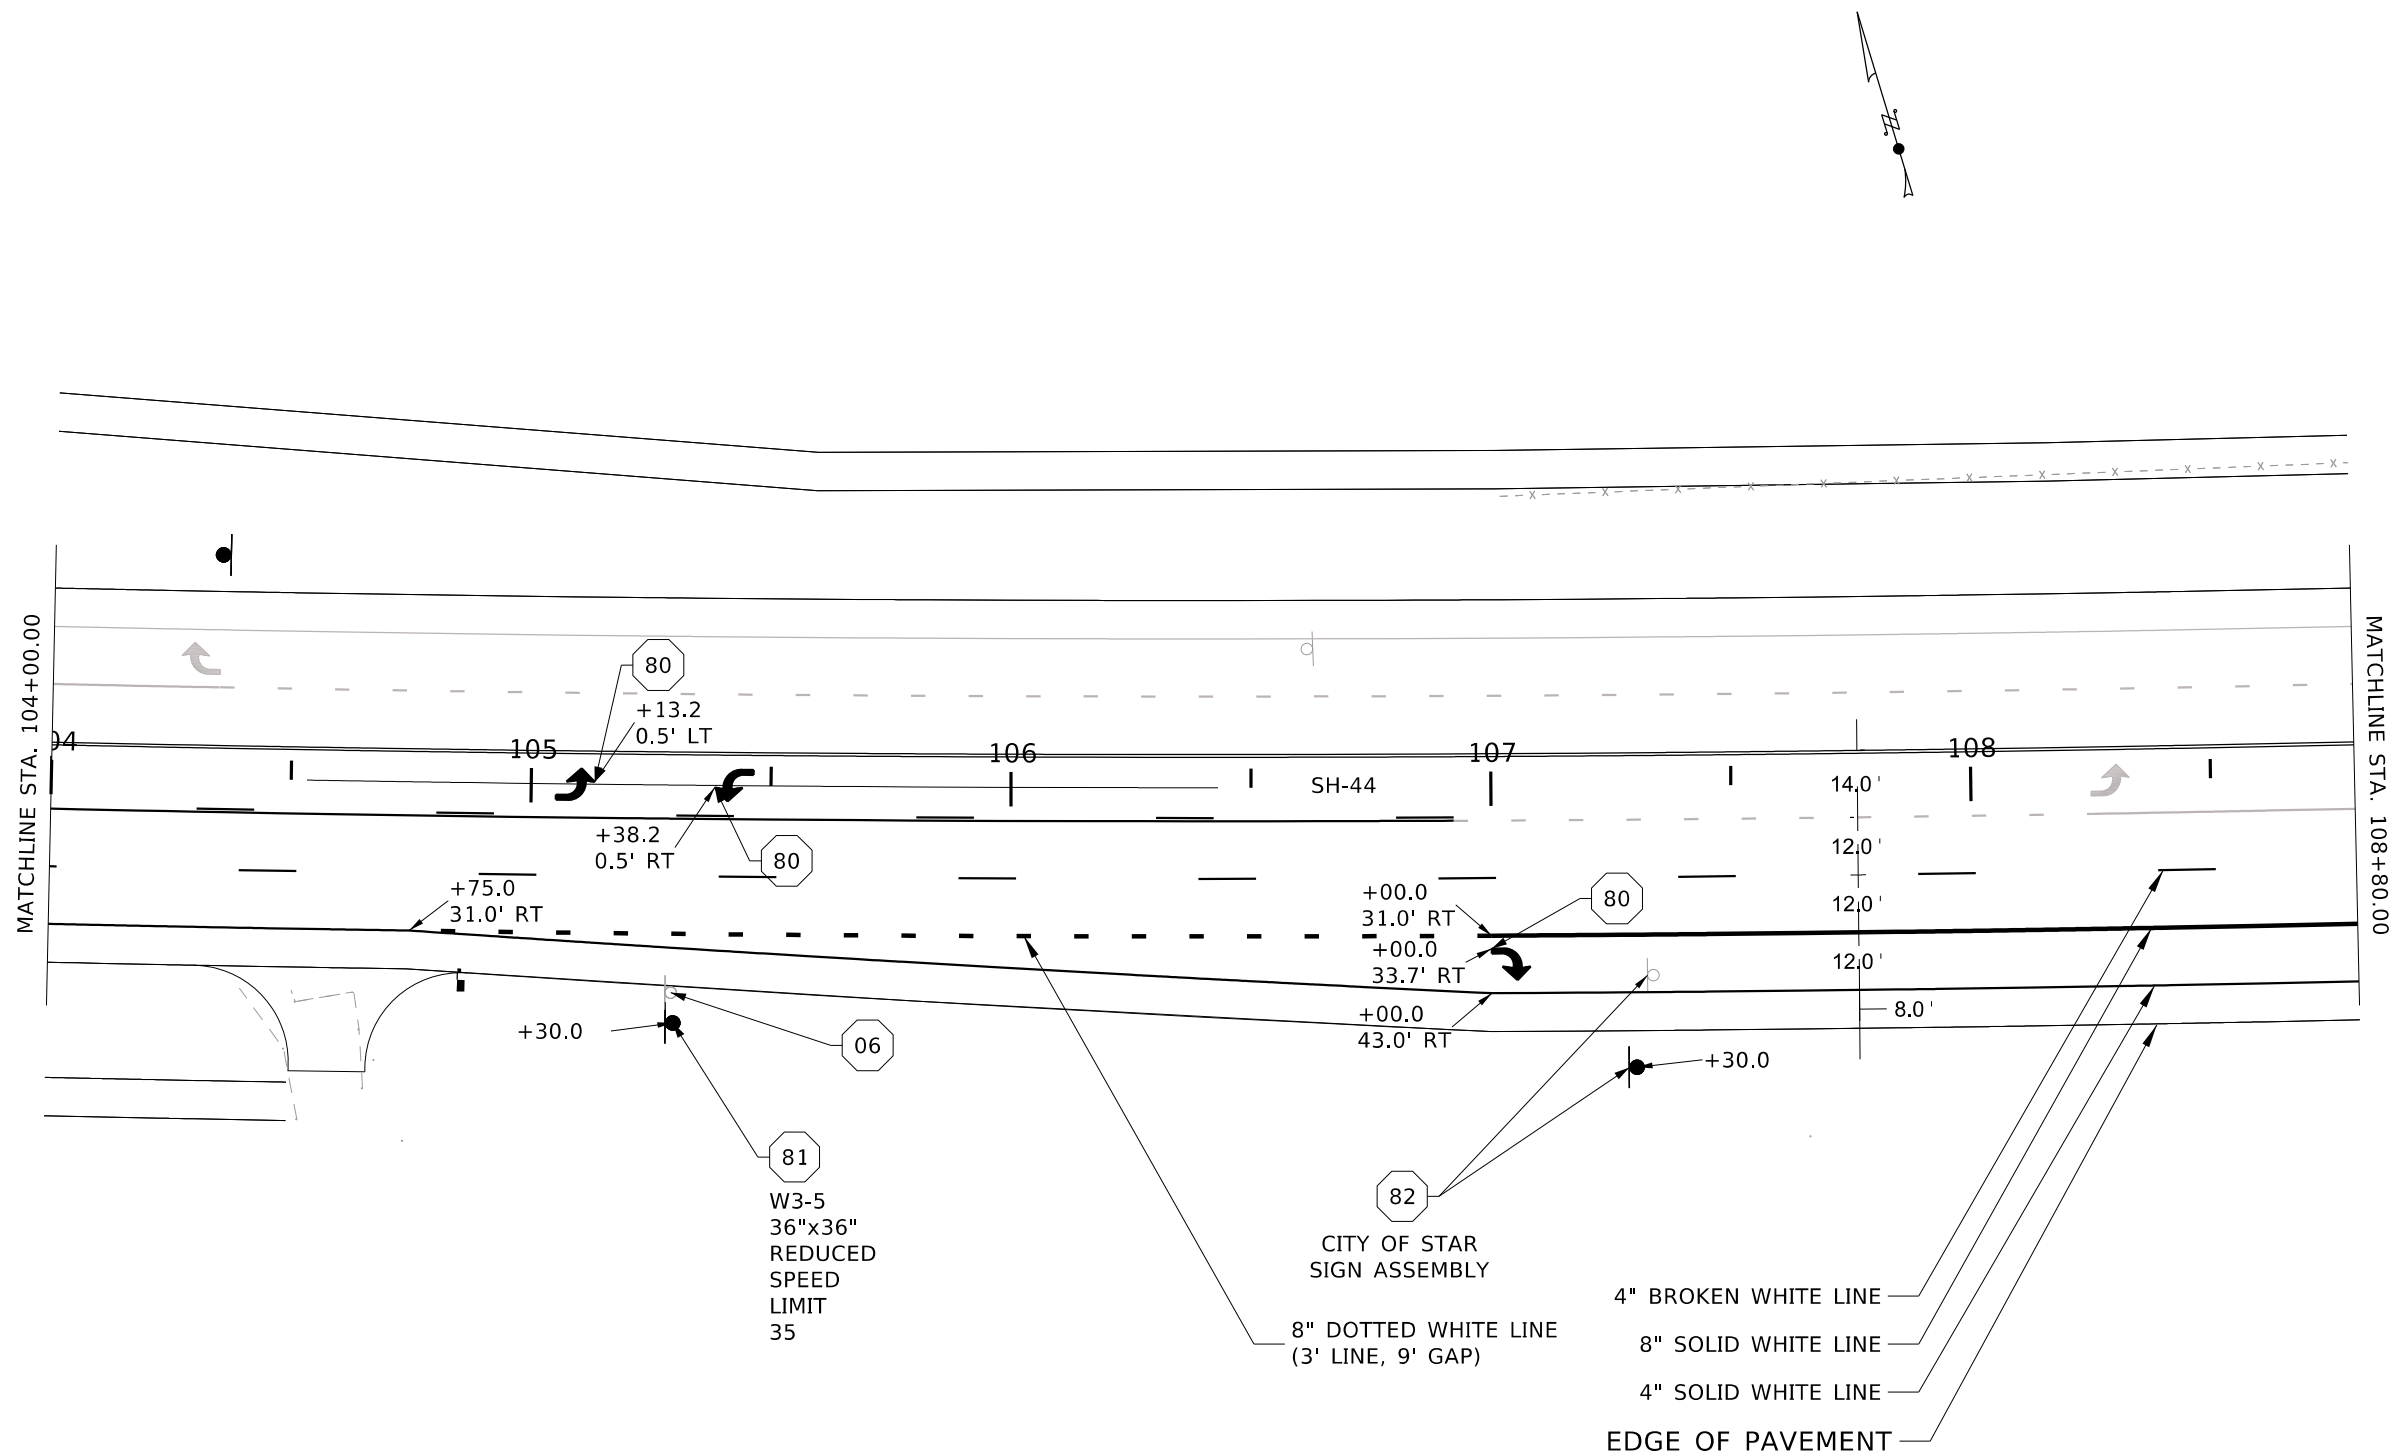 N
MATCHLINE STA. 104+00.00
MATCHLINE STA. 108+80.00
80
+13.2
0.5' LT
04
105
106
107
108
SH-44
14.0'
+38.2
0.5' RT
80
12.0'
+75.0
31.0' RT
+00.0
31.0' RT
80
12.0'
+00.0
33.7' RT
12.0'
+00.0
43.0' RT
8.0'
+30.0
06
+30.0
81
W3-5
36"x36"
REDUCED
SPEED
LIMIT
35
82
CITY OF STAR
SIGN ASSEMBLY
8" DOTTED WHITE LINE
(3' LINE, 9' GAP)
4" BROKEN WHITE LINE
8" SOLID WHITE LINE
4" SOLID WHITE LINE
EDGE OF PAVEMENT
x x x x x x x x x x x x